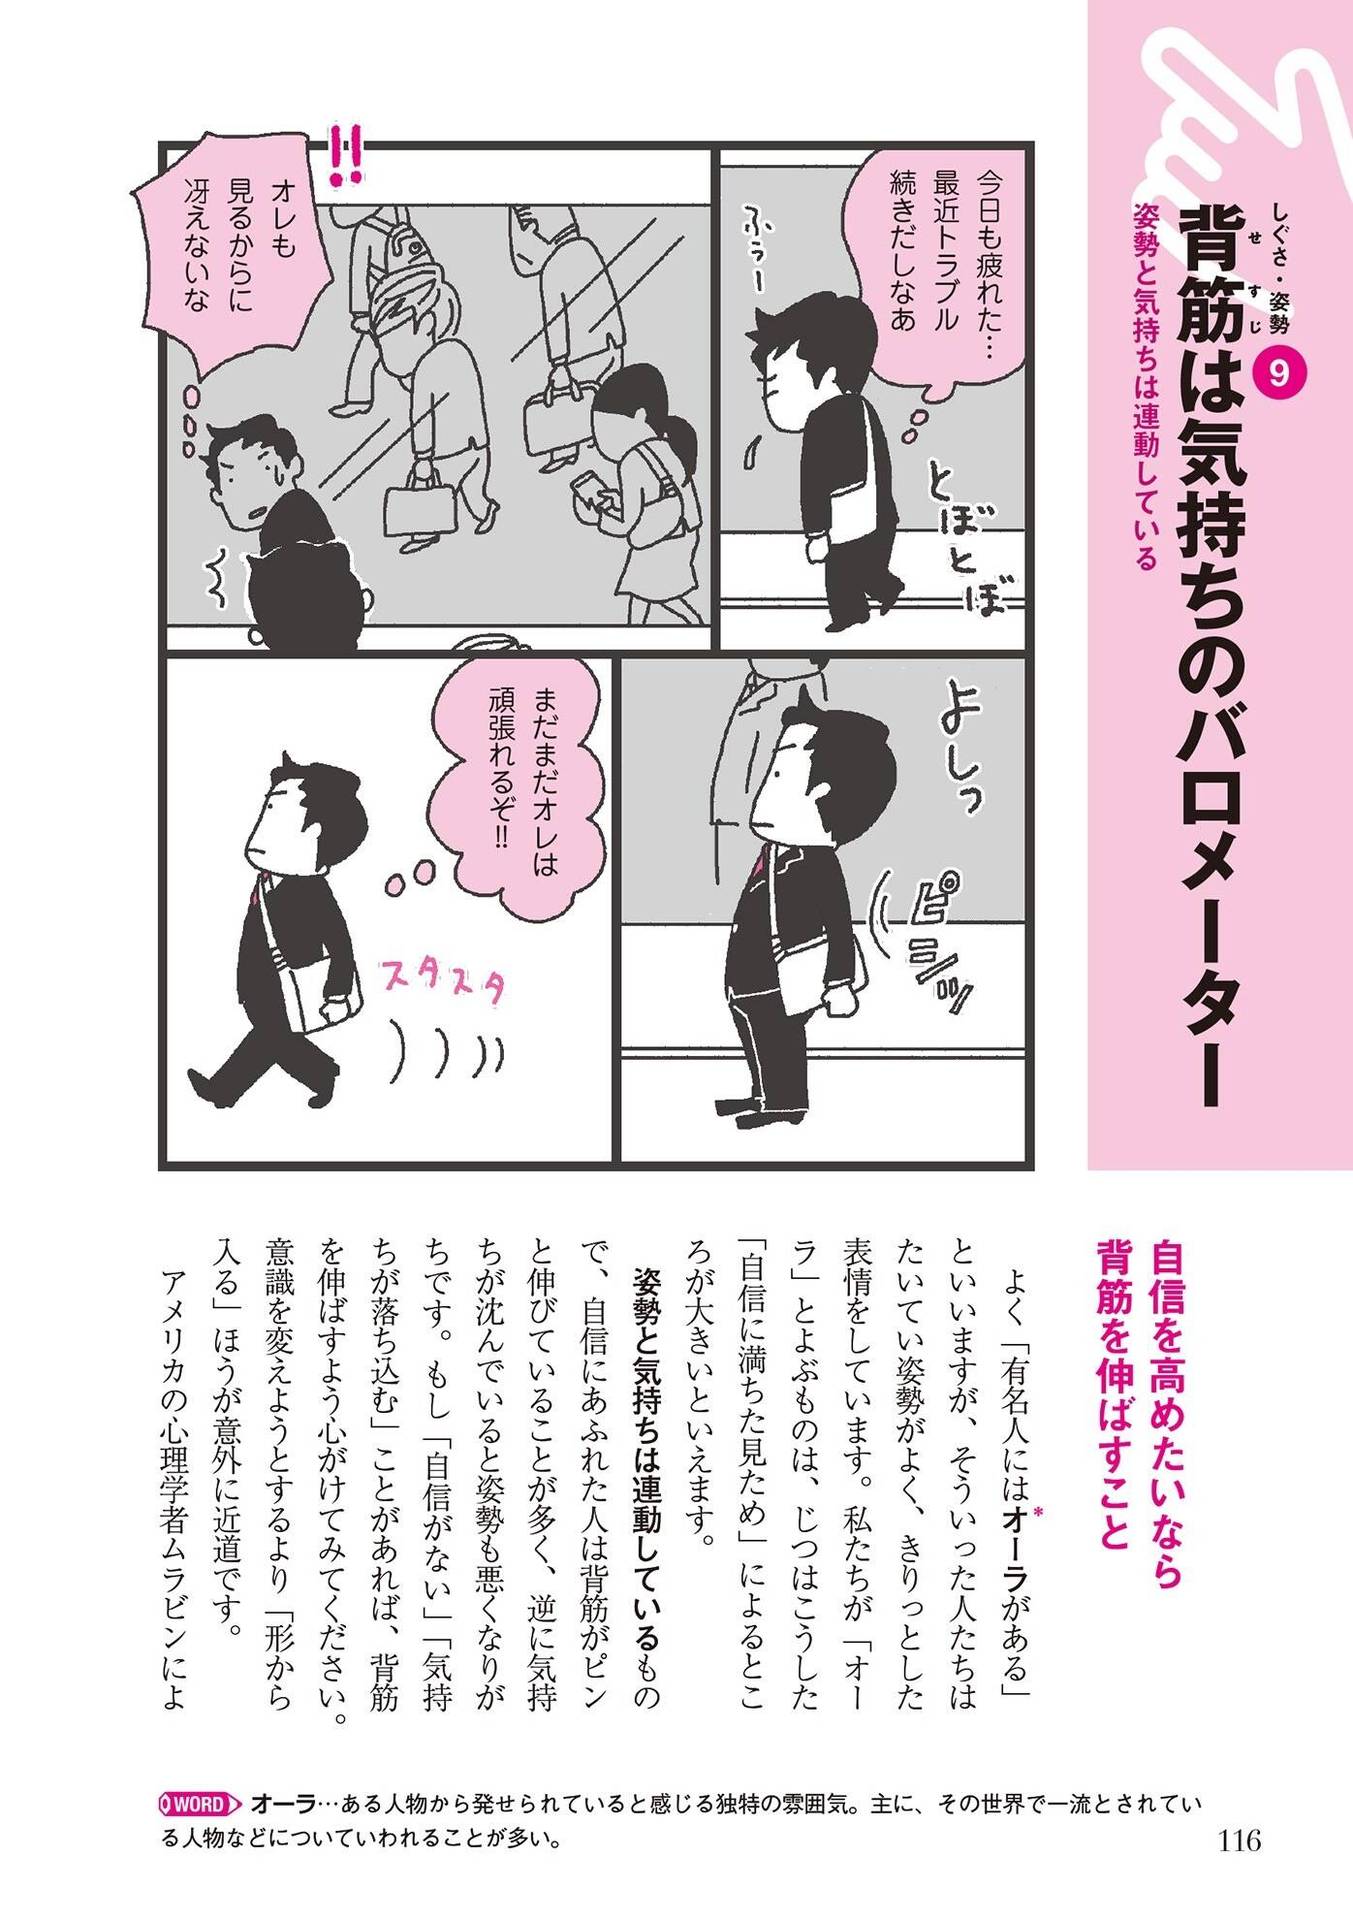 しぐさ・姿勢
9
背筋は気持ちのバロメーター
せすじ
姿勢と気持ちは連動している
今日も疲れた…
最近トラブル
続きだしなあ
ふぅー
とぼとぼ
!!
オレも
見るからに
冴えないな
よしっ
ピシッ
まだまだオレは
頑張れるぞ!!
スタスタ
自信を高めたいなら
背筋を伸ばすこと
よく「有名人にはオーラ*がある」
といいますが、そういった人たちは
たいてい姿勢がよく、きりっとした
表情をしています。私たちが「オー
ラ」とよぶものは、じつはこうした
「自信に満ちた見ため」によるとこ
ろが大きいといえます。
姿勢と気持ちは連動しているもの
で、自信にあふれた人は背筋がピン
と伸びていることが多く、逆に気持
ちが沈んでいると姿勢も悪くなりが
ちです。もし「自信がない」「気持
ちが落ち込む」ことがあれば、背筋
を伸ばすよう心がけてみてください。
意識を変えようとするより「形から
入る」ほうが意外に近道です。
アメリカの心理学者ムラビンによ
WORD オーラ…ある人物から発せられていると感じる独特の雰囲気。主に、その世界で一流とされてい
る人物などについていわれることが多い。
116